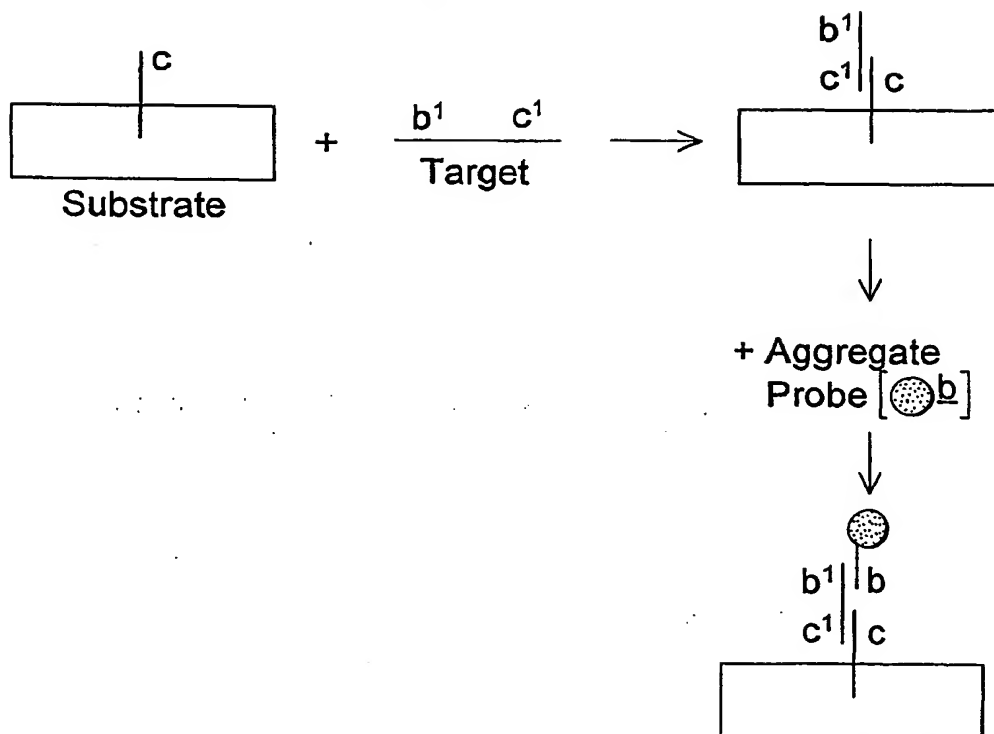 c
Substrate
+
b¹ c¹
Target
b¹
c¹ c
+ Aggregate
Probe [ b]
b¹ b
c¹ c